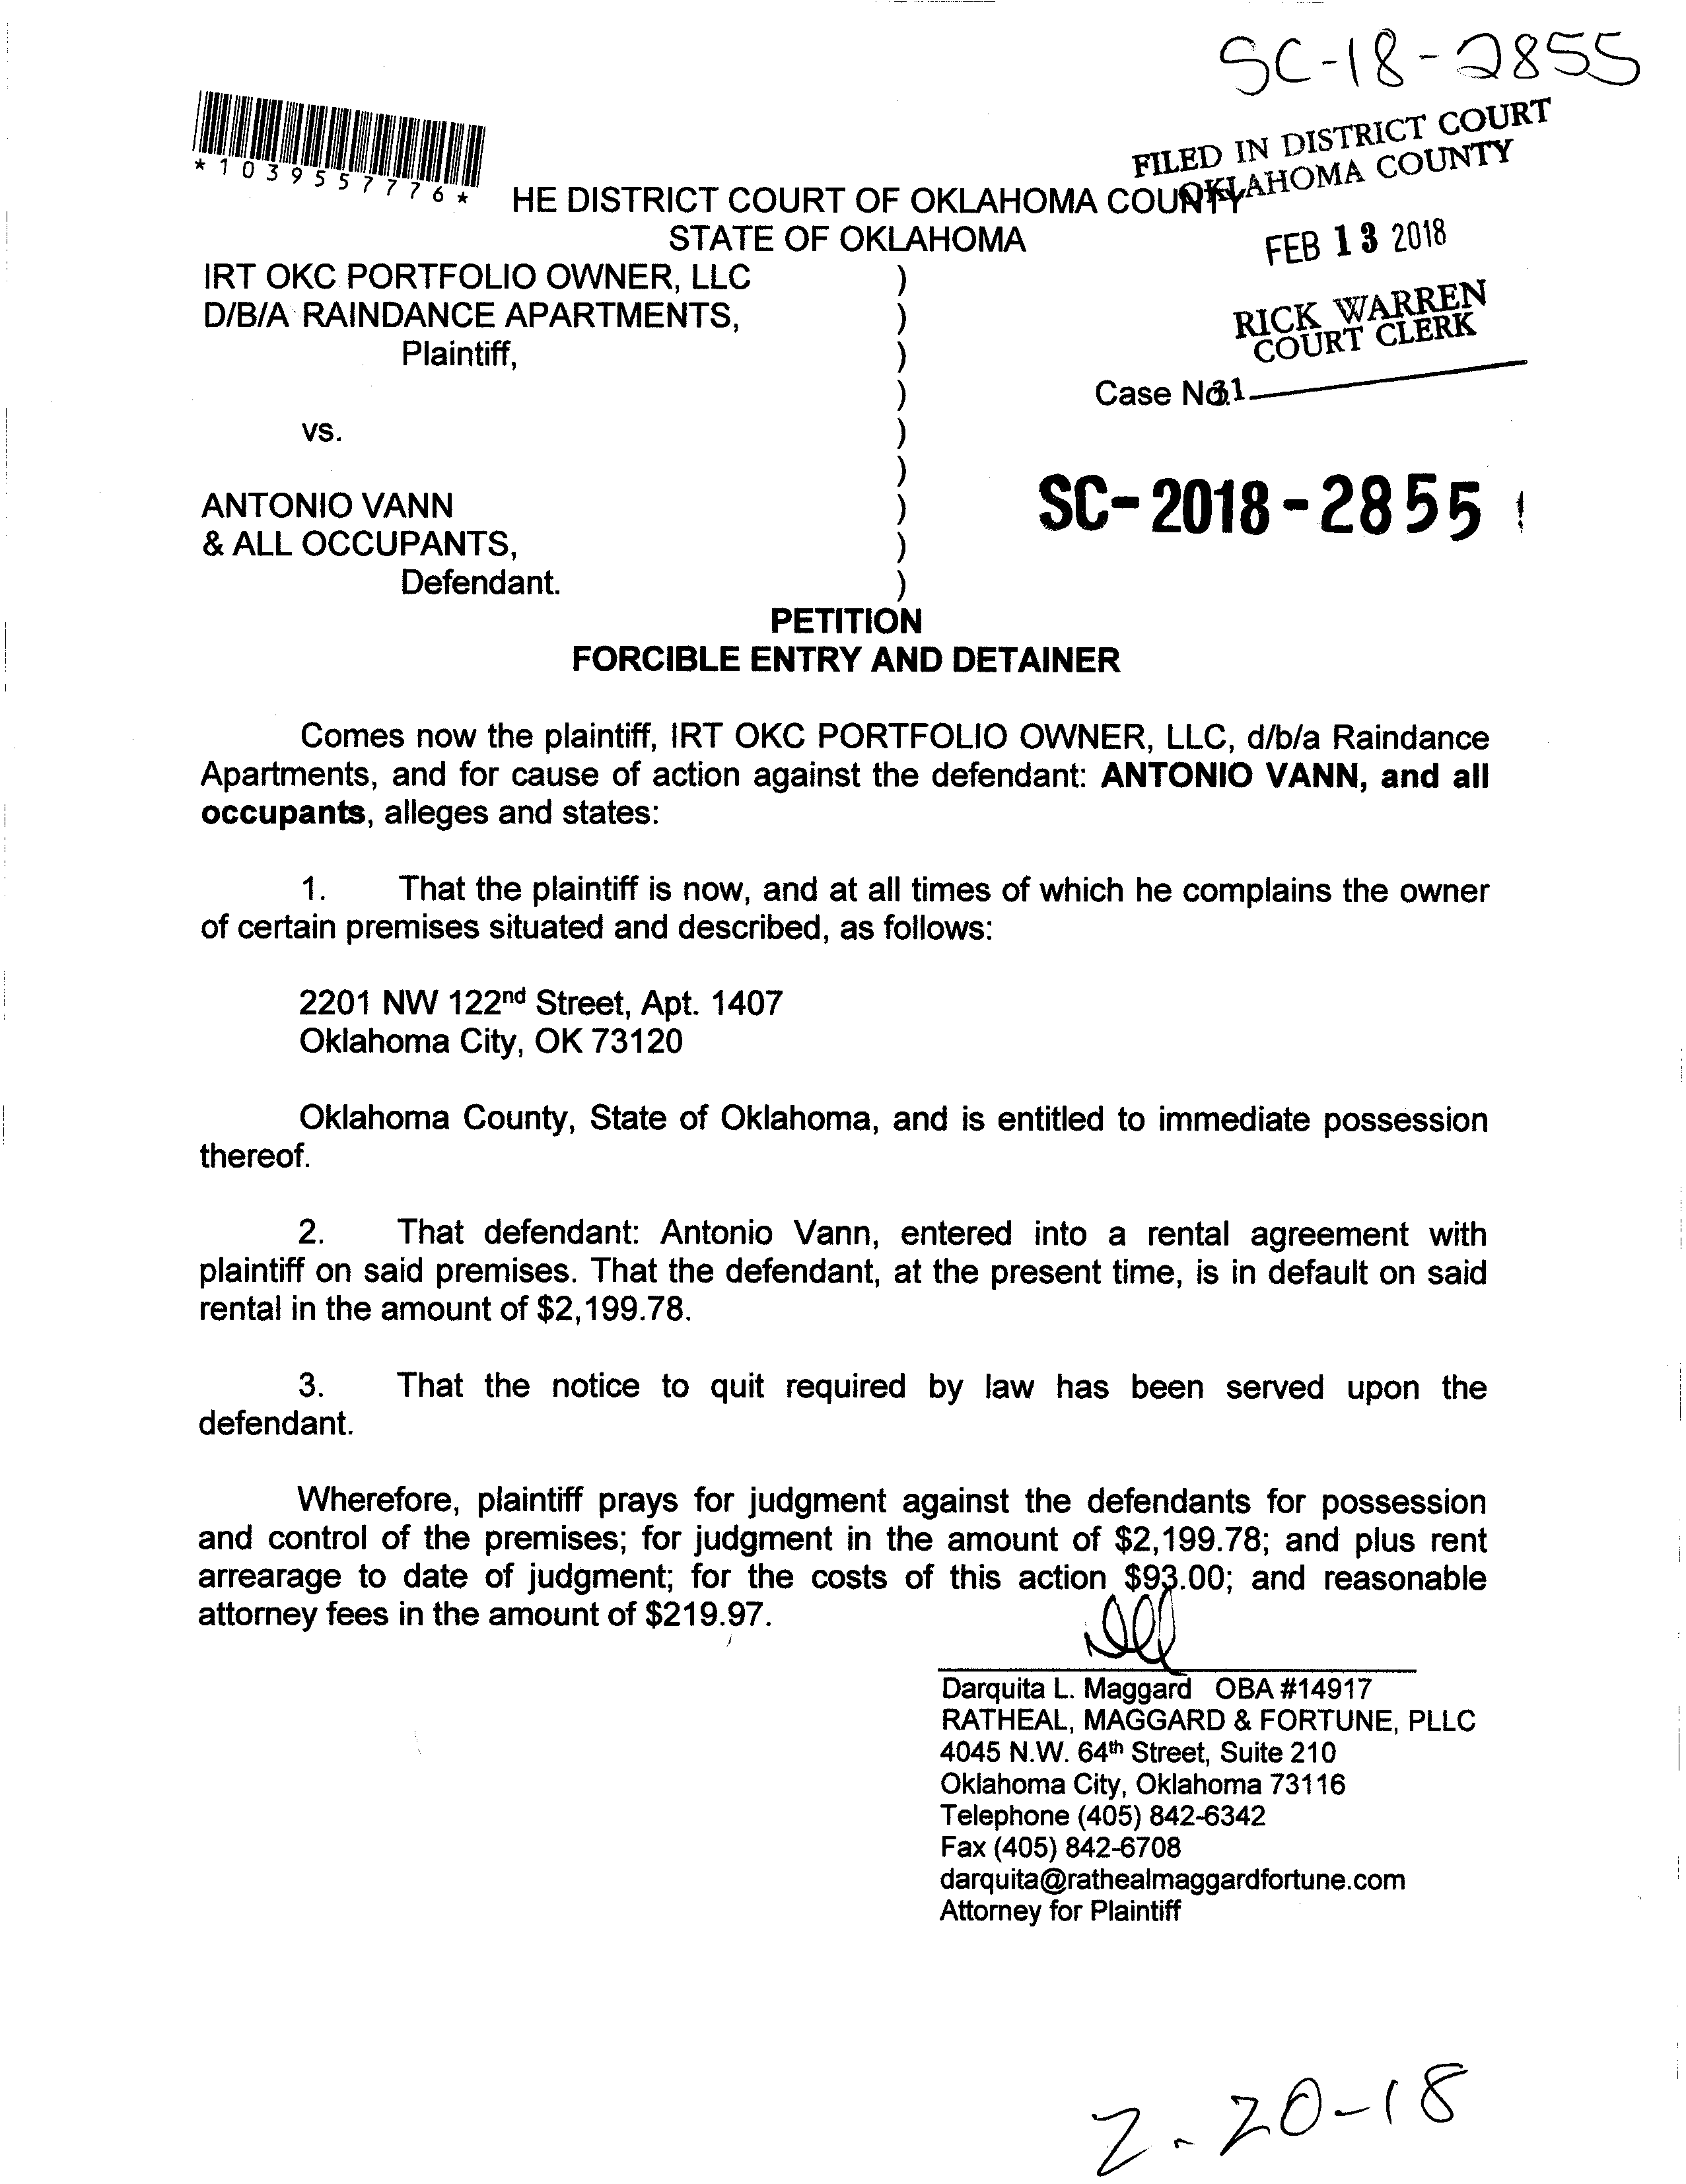 SC-18-2855
*1039557776*
FILED IN DISTRICT COURT
OKLAHOMA COUNTY
HE DISTRICT COURT OF OKLAHOMA COUNTY
STATE OF OKLAHOMA
FEB 13 2018
IRT OKC PORTFOLIO OWNER, LLC )
D/B/A RAINDANCE APARTMENTS, )
RICK WARREN
COURT CLERK
Plaintiff, )
) Case No.
31
vs. )
)
SC-2018-2855
ANTONIO VANN )
& ALL OCCUPANTS, )
Defendant. )
PETITION
FORCIBLE ENTRY AND DETAINER
Comes now the plaintiff, IRT OKC PORTFOLIO OWNER, LLC, d/b/a Raindance
Apartments, and for cause of action against the defendant: ANTONIO VANN, and all
occupants, alleges and states:
1. That the plaintiff is now, and at all times of which he complains the owner
of certain premises situated and described, as follows:
2201 NW 122nd Street, Apt. 1407
Oklahoma City, OK 73120
Oklahoma County, State of Oklahoma, and is entitled to immediate possession
thereof.
2. That defendant: Antonio Vann, entered into a rental agreement with
plaintiff on said premises. That the defendant, at the present time, is in default on said
rental in the amount of $2,199.78.
3. That the notice to quit required by law has been served upon the
defendant.
Wherefore, plaintiff prays for judgment against the defendants for possession
and control of the premises; for judgment in the amount of $2,199.78; and plus rent
arrearage to date of judgment; for the costs of this action $93.00; and reasonable
attorney fees in the amount of $219.97.
Darquita L. Maggard OBA #14917
RATHEAL, MAGGARD & FORTUNE, PLLC
4045 N.W. 64th Street, Suite 210
Oklahoma City, Oklahoma 73116
Telephone (405) 842-6342
Fax (405) 842-6708
darquita@rathealmaggardfortune.com
Attorney for Plaintiff
2-20-18